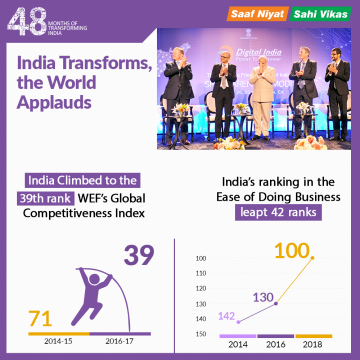 48 MONTHS OF
TRANSFORMING
INDIA
Saaf Niyat Sahi Vikas
India Transforms,
the World
Applauds
Digital India
India Climbed to the
39th rank WEF's Global
Competitiveness Index
71
39
2014-15 2016-17
India's ranking in the
Ease of Doing Business
leapt 42 ranks
100
110
120
130
140
150
142
130
100
2014 2016 2018